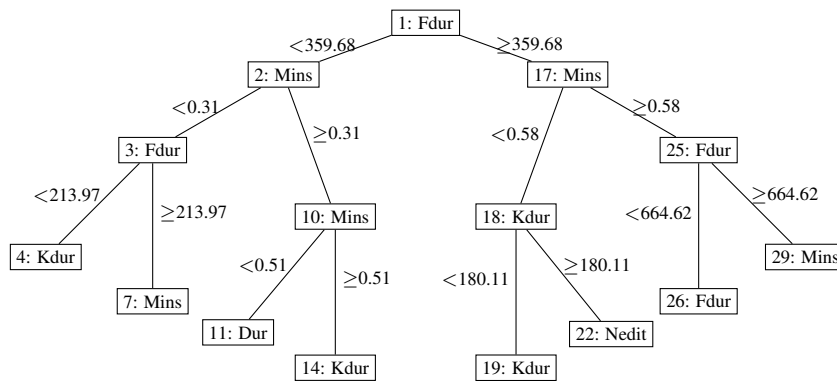 1: Fdur
<359.68
≥359.68
2: Mins
17: Mins
<0.31
≥0.31
<0.58
≥0.58
3: Fdur
25: Fdur
<213.97
≥213.97
<664.62
≥664.62
10: Mins
18: Kdur
4: Kdur
29: Mins
<0.51
≥0.51
<180.11
≥180.11
7: Mins
26: Fdur
11: Dur
22: Nedit
14: Kdur
19: Kdur